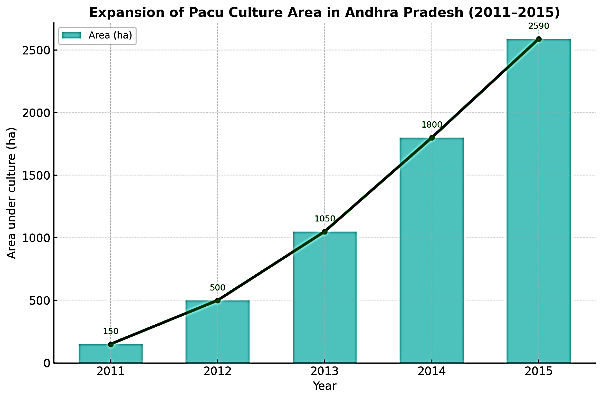 Expansion of Pacu Culture Area in Andhra Pradesh (2011–2015)
Area (ha)
Area under culture (ha)
2500
2000
1500
1000
500
0
150
500
1050
1800
2590
2011 2012 2013 2014 2015
Year